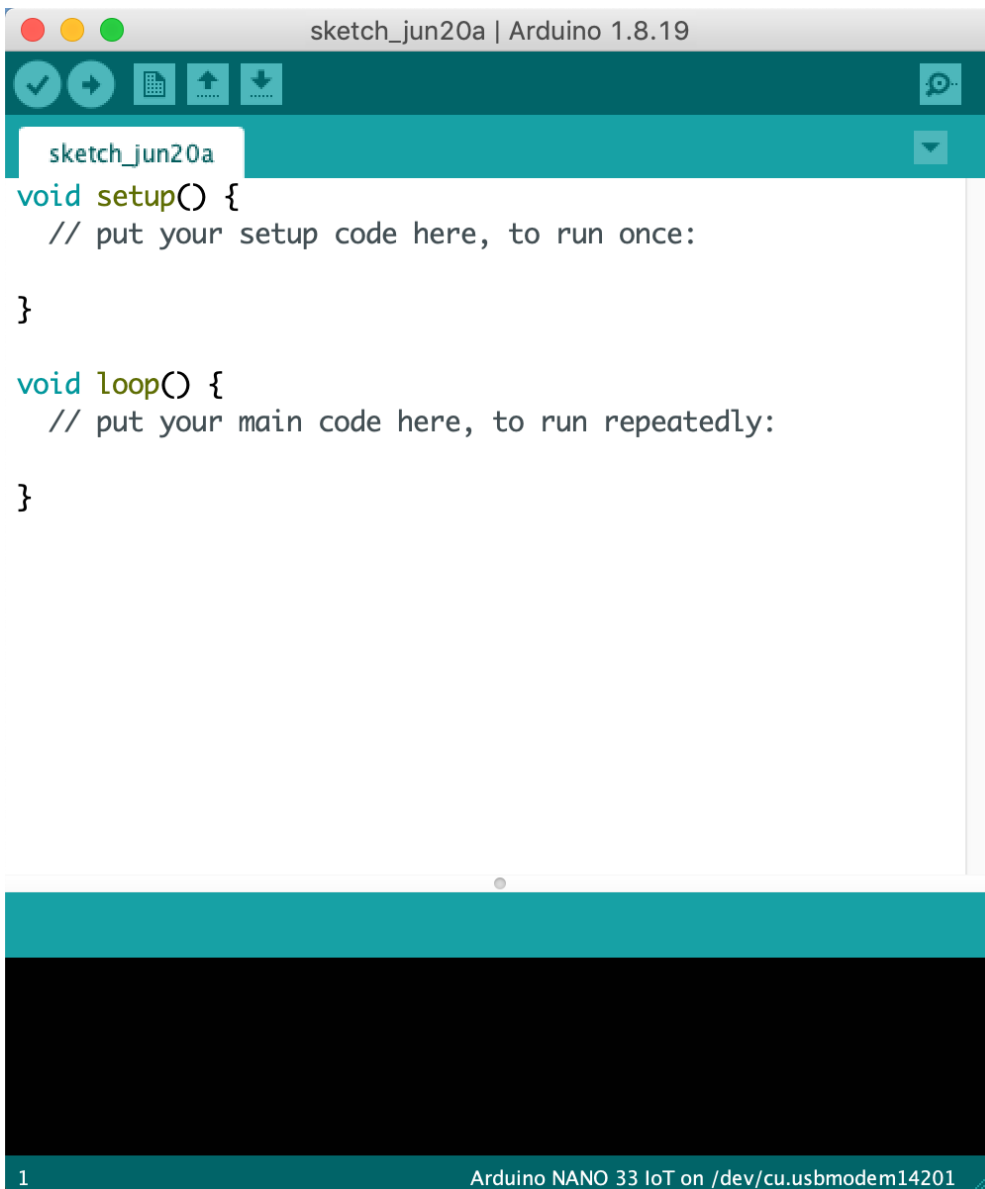 sketch_jun20a | Arduino 1.8.19
sketch_jun20a
void setup() {
  // put your setup code here, to run once:
}
void loop() {
  // put your main code here, to run repeatedly:
}
1
Arduino NANO 33 IoT on /dev/cu.usbmodem14201